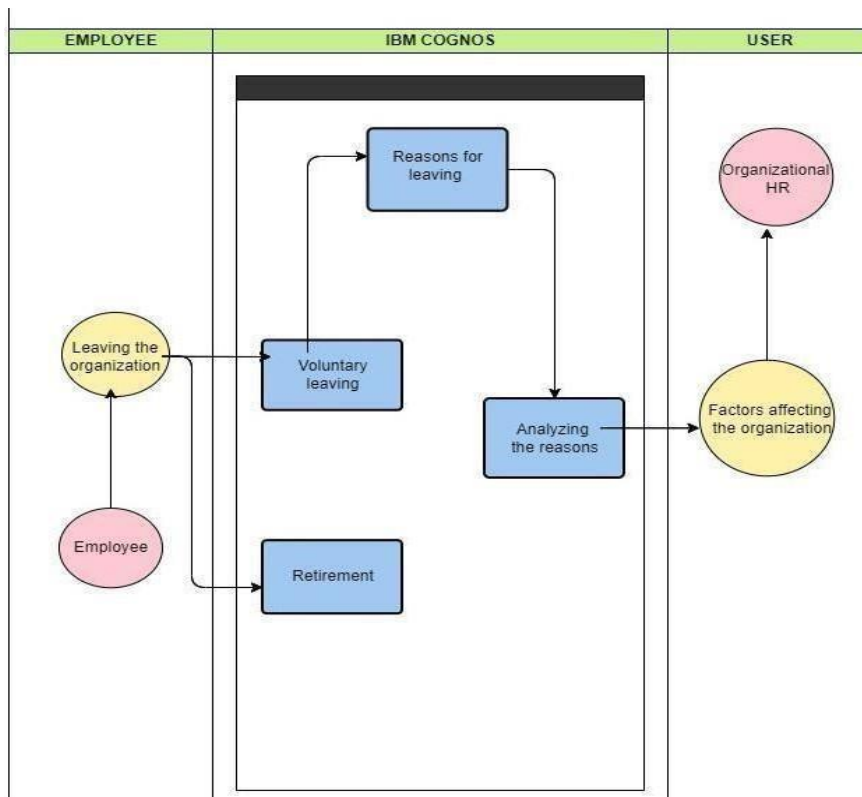 EMPLOYEE
IBM COGNOS
USER
Reasons for
leaving
Organizational
HR
Leaving the
organization
Voluntary
leaving
Analyzing
the reasons
Factors affecting
the organization
Employee
Retirement